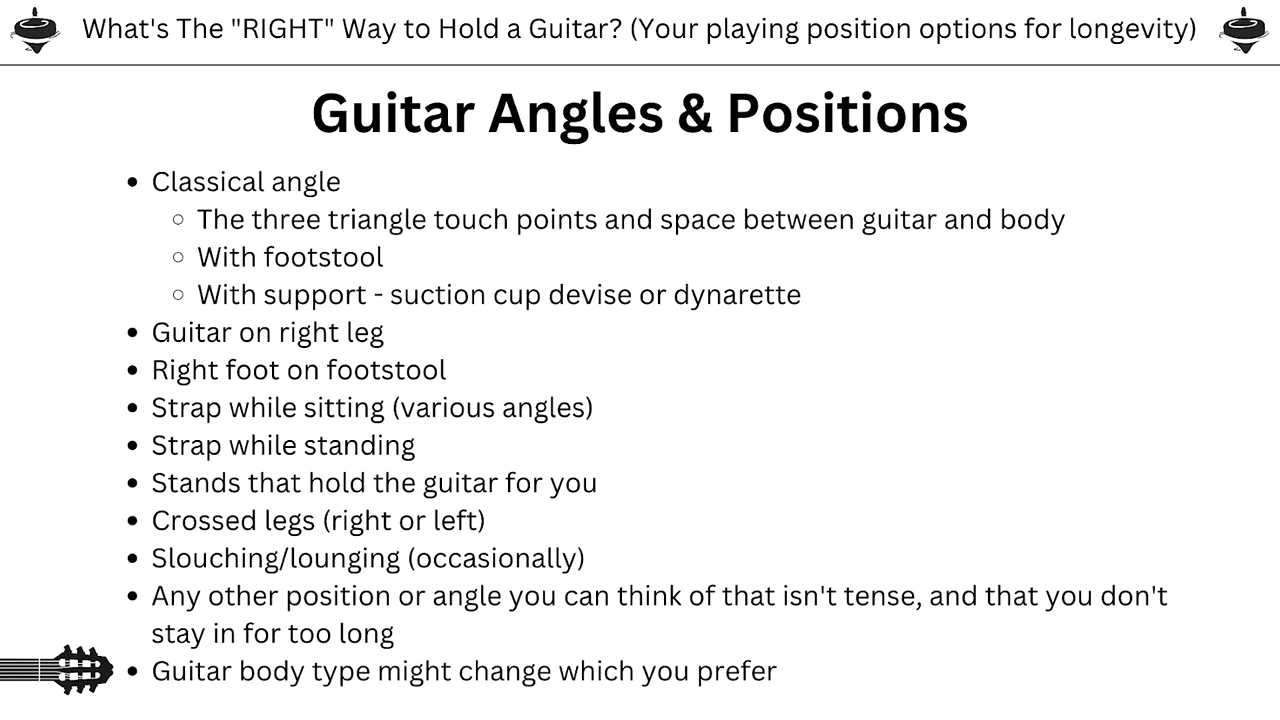 What's The "RIGHT" Way to Hold a Guitar? (Your playing position options for longevity)
Guitar Angles & Positions
• Classical angle
○ The three triangle touch points and space between guitar and body
○ With footstool
○ With support - suction cup devise or dynarette
• Guitar on right leg
• Right foot on footstool
• Strap while sitting (various angles)
• Strap while standing
• Stands that hold the guitar for you
• Crossed legs (right or left)
• Slouching/lounging (occasionally)
• Any other position or angle you can think of that isn't tense, and that you don't
stay in for too long
• Guitar body type might change which you prefer